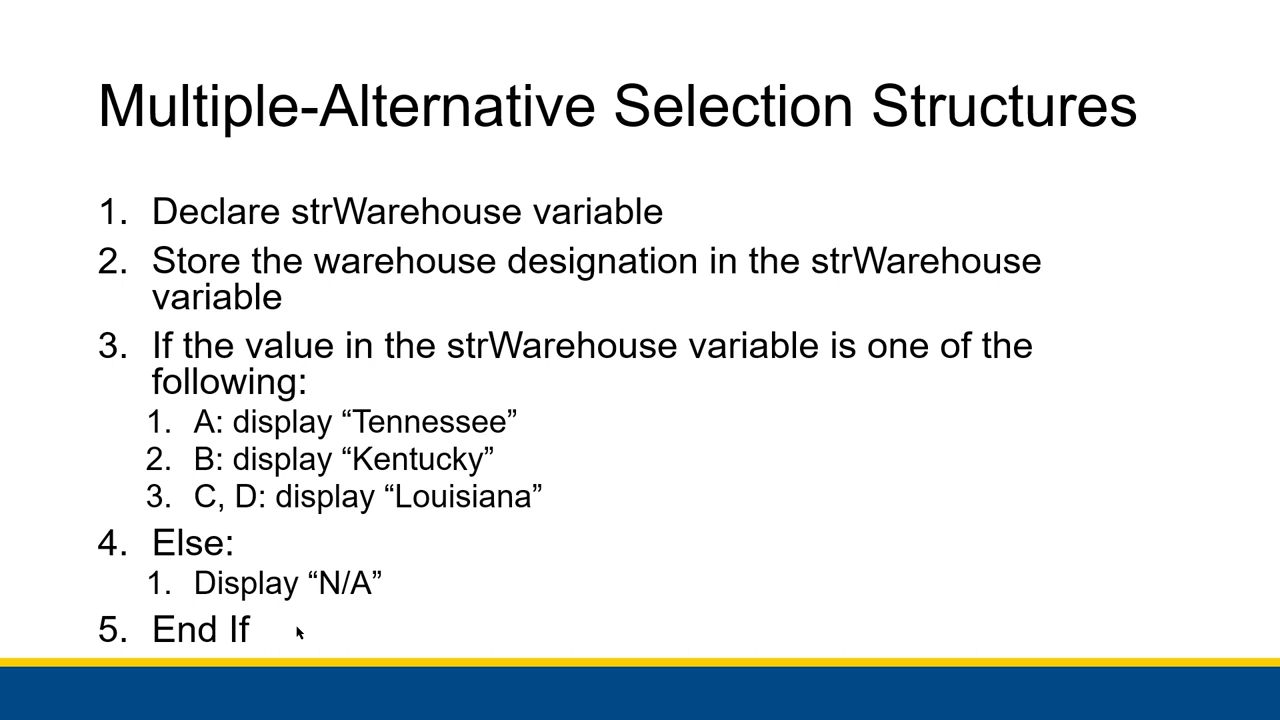 Multiple-Alternative Selection Structures
1. Declare strWarehouse variable
2. Store the warehouse designation in the strWarehouse
variable
3. If the value in the strWarehouse variable is one of the
following:
1. A: display “Tennessee”
2. B: display “Kentucky”
3. C, D: display “Louisiana”
4. Else:
1. Display “N/A”
5. End If